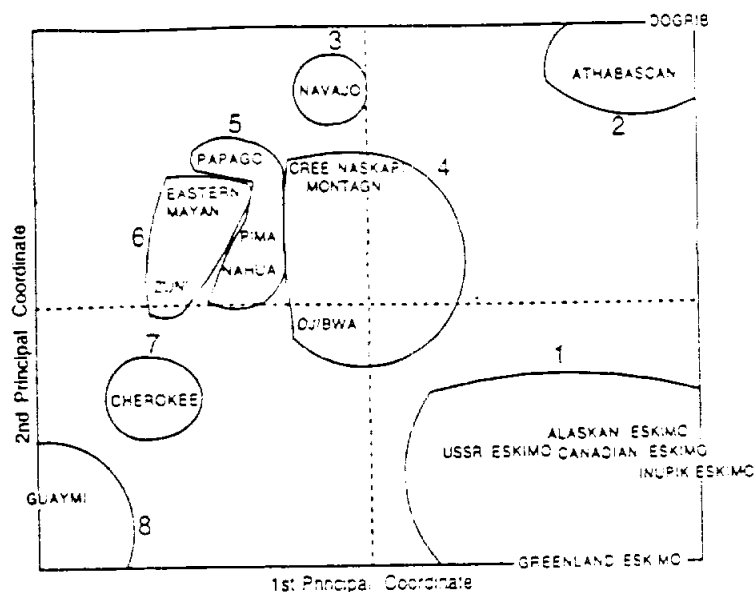 DOGRIB
3
ATHABASCAN
NAVAJO
2
5
PAPAGO
CREE NASKAPI
MONTAGN
4
EASTERN
MAYAN
6
PIMA
NAHUA
ZUNI
OJIBWA
7
1
CHEROKEE
ALASKAN ESKIMO
USSR ESKIMO
CANADIAN ESKIMO
INUPIK ESKIMO
GUAYMI
8
GREENLAND ESKIMO
1st Principal Coordinate
2nd Principal Coordinate